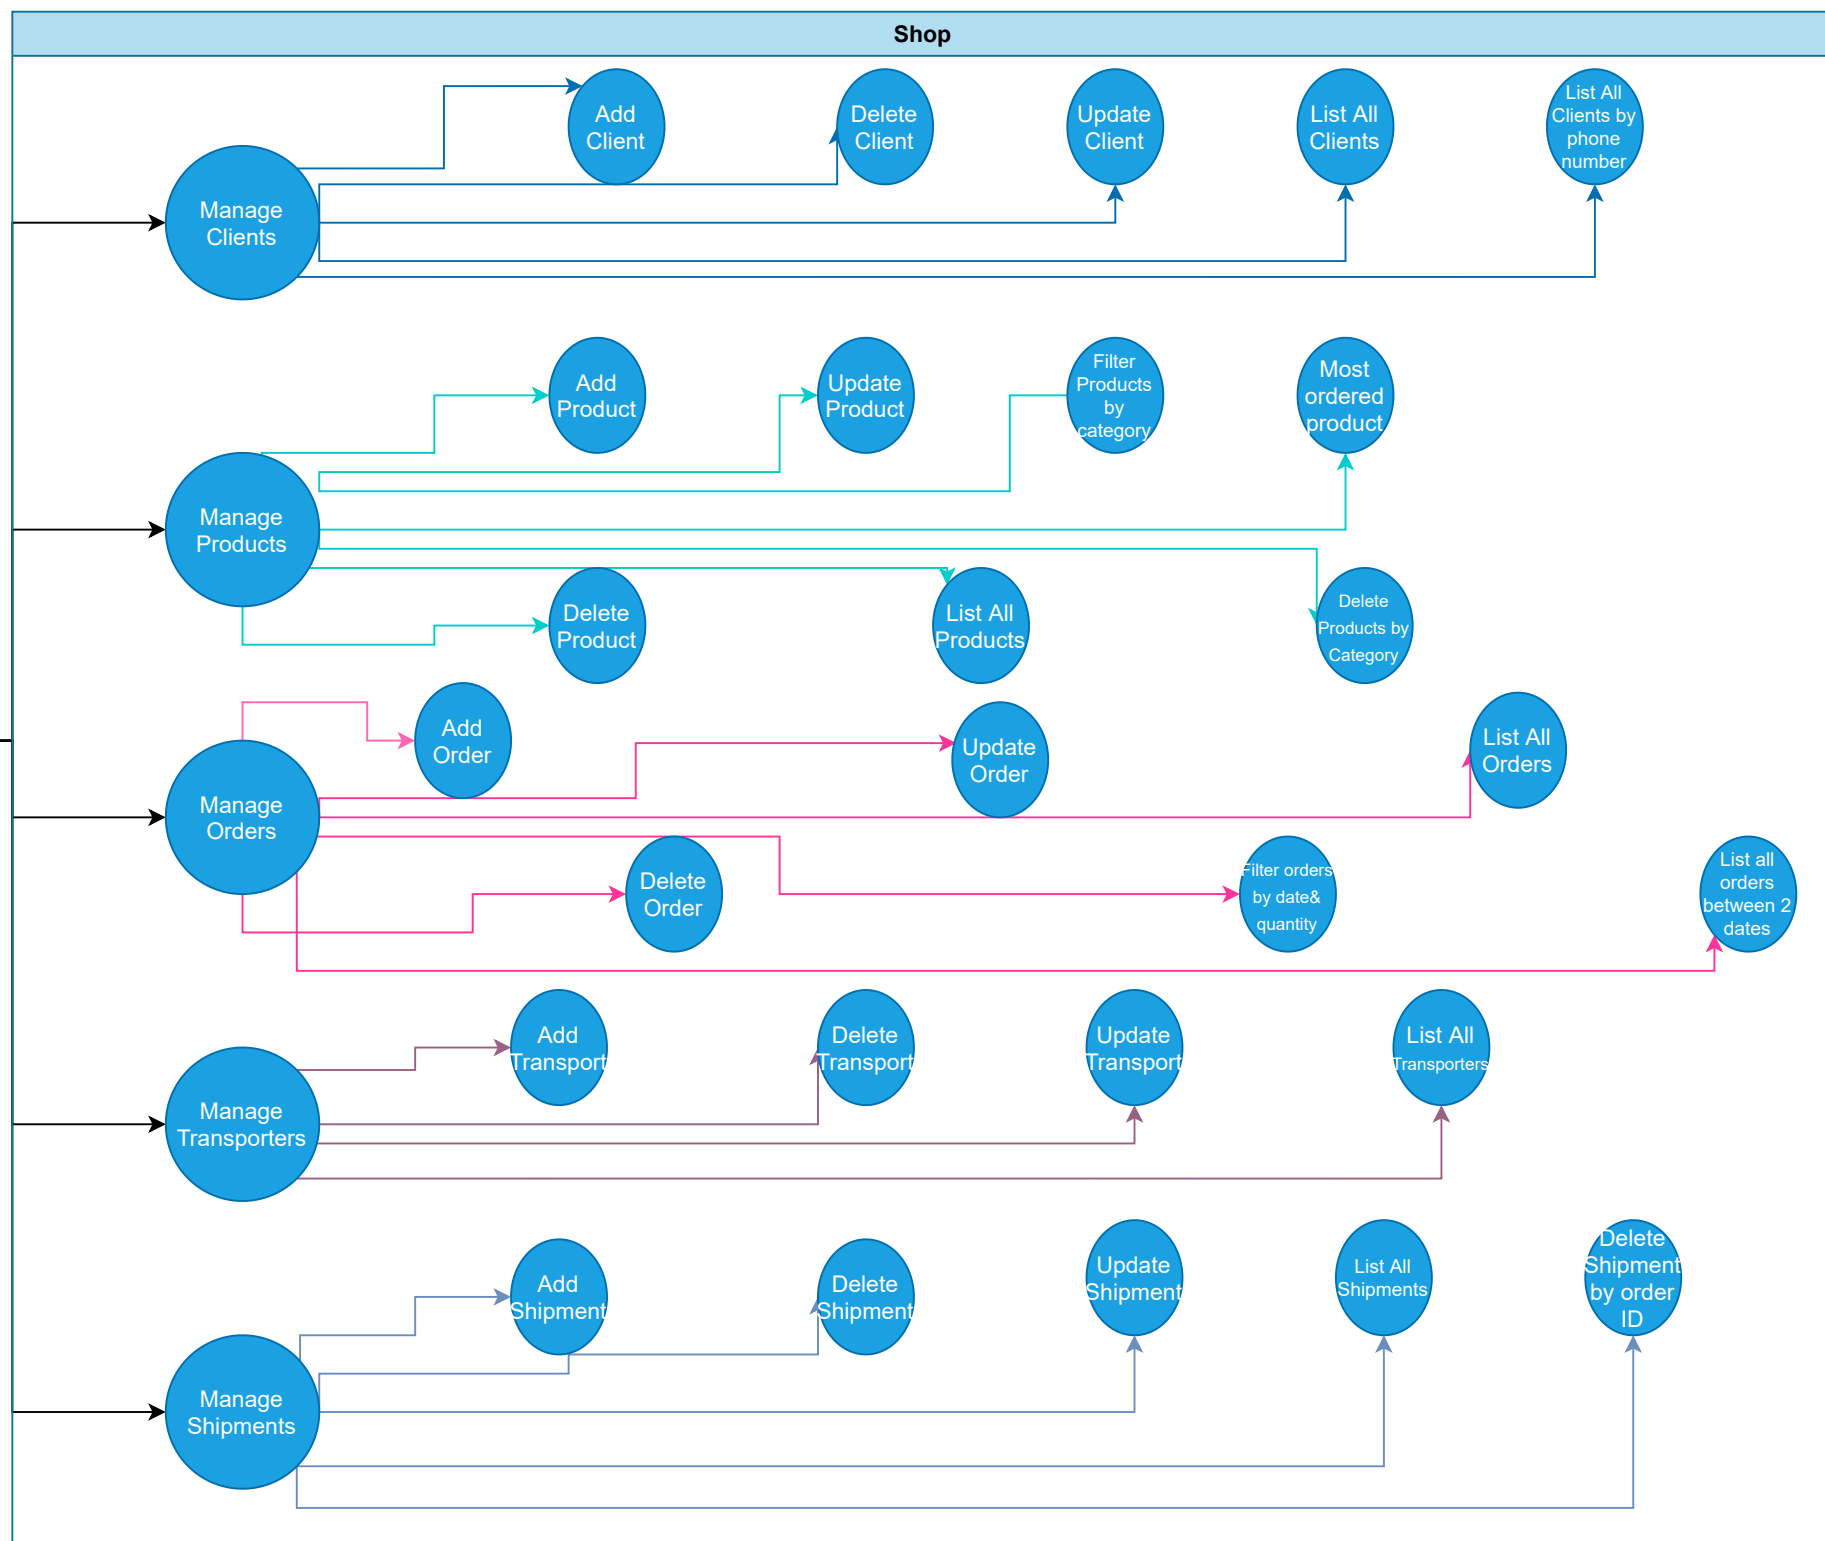 Shop
Add
Client
Delete
Client
Update
Client
List All
Clients
List All
Clients by
phone
number
Manage
Clients
Add
Product
Update
Product
Filter
Products
by
category
Most
ordered
product
Manage
Products
Delete
Product
List All
Products
Delete
Products by
Category
Add
Order
Update
Order
List All
Orders
Manage
Orders
Delete
Order
Filter orders
by date&
quantity
List all
orders
between 2
dates
Add
Transport
Delete
Transport
Update
Transport
List All
Transporters
Manage
Transporters
Add
Shipment
Delete
Shipment
Update
Shipment
List All
Shipments
Delete
Shipment
by order
ID
Manage
Shipments